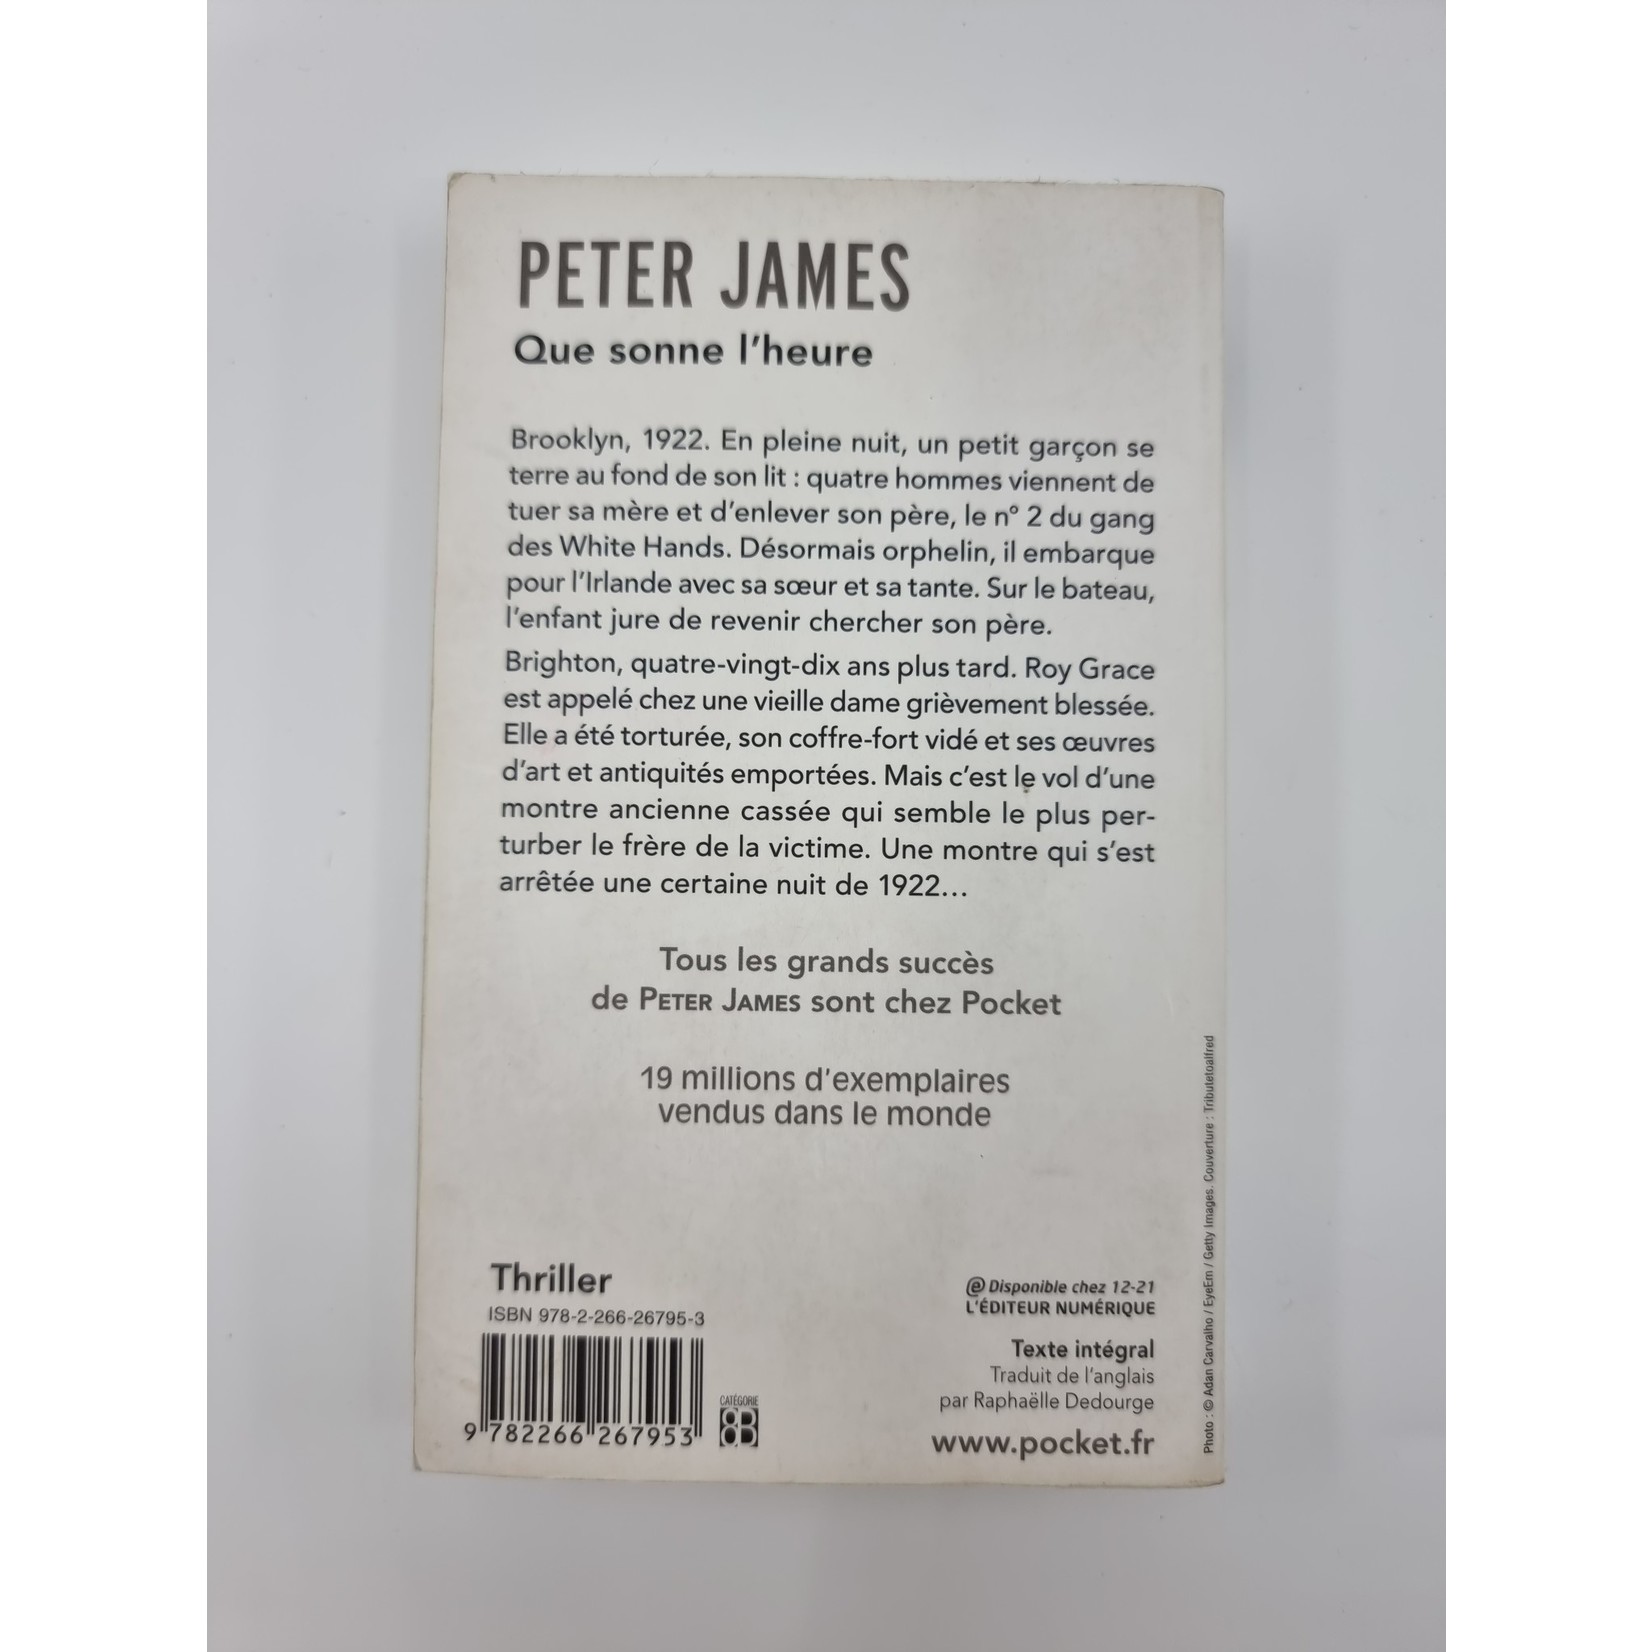 PETER JAMES
Que sonne l'heure
Brooklyn, 1922. En pleine nuit, un petit garçon se
terre au fond de son lit : quatre hommes viennent de
tuer sa mère et d'enlever son père, le n° 2 du gang
des White Hands. Désormais orphelin, il embarque
pour l'Irlande avec sa sœur et sa tante. Sur le bateau,
l'enfant jure de revenir chercher son père.
Brighton, quatre-vingt-dix ans plus tard. Roy Grace
est appelé chez une vieille dame grièvement blessée.
Elle a été torturée, son coffre-fort vidé et ses œuvres
d'art et antiquités emportées. Mais c'est le vol d'une
montre ancienne cassée qui semble le plus per-
turber le frère de la victime. Une montre qui s'est
arrêtée une certaine nuit de 1922...
Tous les grands succès
de PETER JAMES sont chez Pocket
19 millions d'exemplaires
vendus dans le monde
Thriller
ISBN 978-2-266-26795-3
9 782266 267953
CATÉGORIE
8B
@ Disponible chez 12-21
L'ÉDITEUR NUMÉRIQUE
Texte intégral
Traduit de l'anglais
par Raphaëlle Dedourge
www.pocket.fr
Photo : © Adan Carvalho / EyeEm / Getty Images. Couverture : Tributetoalfred